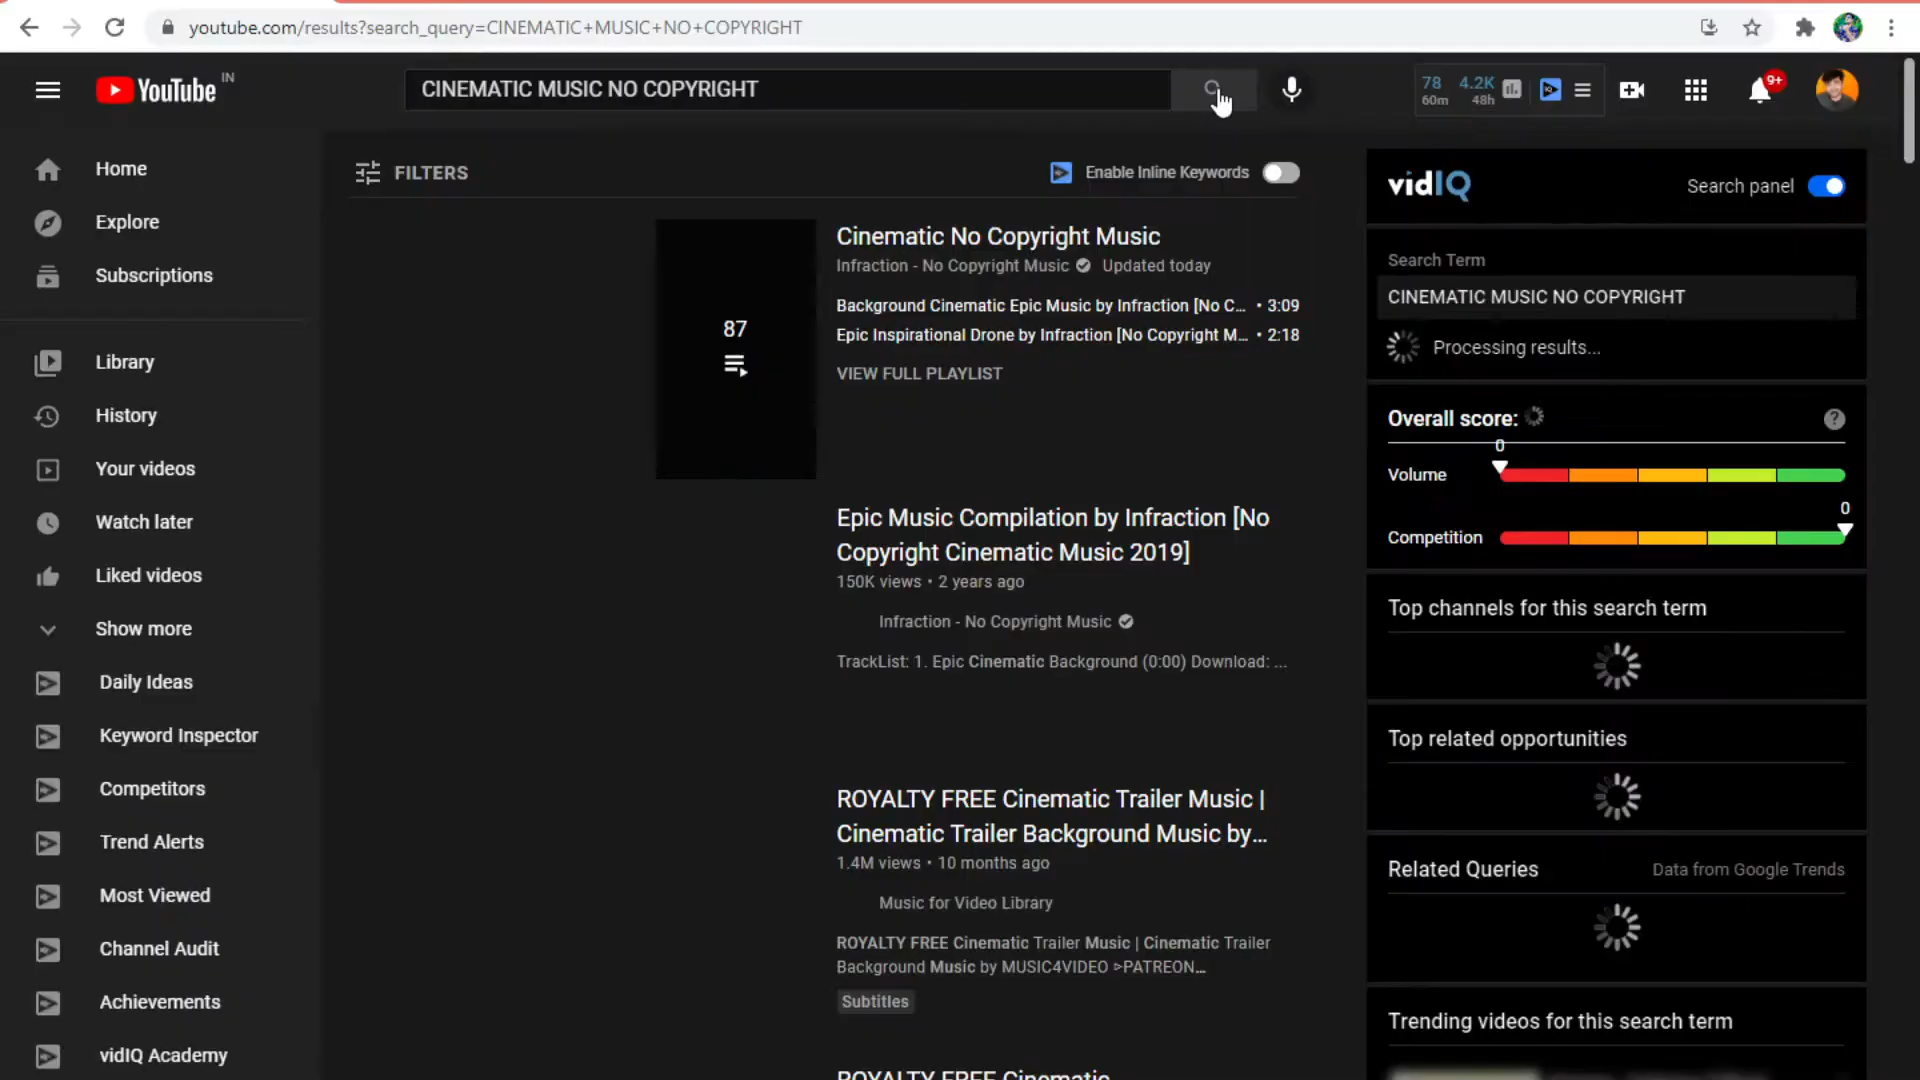 youtube.com/results?search_query=CINEMATIC+MUSIC+NO+COPYRIGHT
YouTube IN
CINEMATIC MUSIC NO COPYRIGHT
78 4.2K
60m 48h
9+
Home
Explore
Subscriptions
Library
History
Your videos
Watch later
Liked videos
Show more
Daily Ideas
Keyword Inspector
Competitors
Trend Alerts
Most Viewed
Channel Audit
Achievements
vidIQ Academy
FILTERS
Enable Inline Keywords
87
Cinematic No Copyright Music
Infraction - No Copyright Music Updated today
Background Cinematic Epic Music by Infraction [No C... • 3:09
Epic Inspirational Drone by Infraction [No Copyright M... • 2:18
VIEW FULL PLAYLIST
Epic Music Compilation by Infraction [No
Copyright Cinematic Music 2019]
150K views • 2 years ago
Infraction - No Copyright Music
TrackList: 1. Epic Cinematic Background (0:00) Download: ...
ROYALTY FREE Cinematic Trailer Music |
Cinematic Trailer Background Music by...
1.4M views • 10 months ago
Music for Video Library
ROYALTY FREE Cinematic Trailer Music | Cinematic Trailer
Background Music by MUSIC4VIDEO ➢PATREON...
Subtitles
ROYALTY FREE Cinematic
vidIQ
Search panel
Search Term
CINEMATIC MUSIC NO COPYRIGHT
Processing results...
Overall score:
?
0
Volume
0
Competition
Top channels for this search term
Top related opportunities
Related Queries Data from Google Trends
Trending videos for this search term